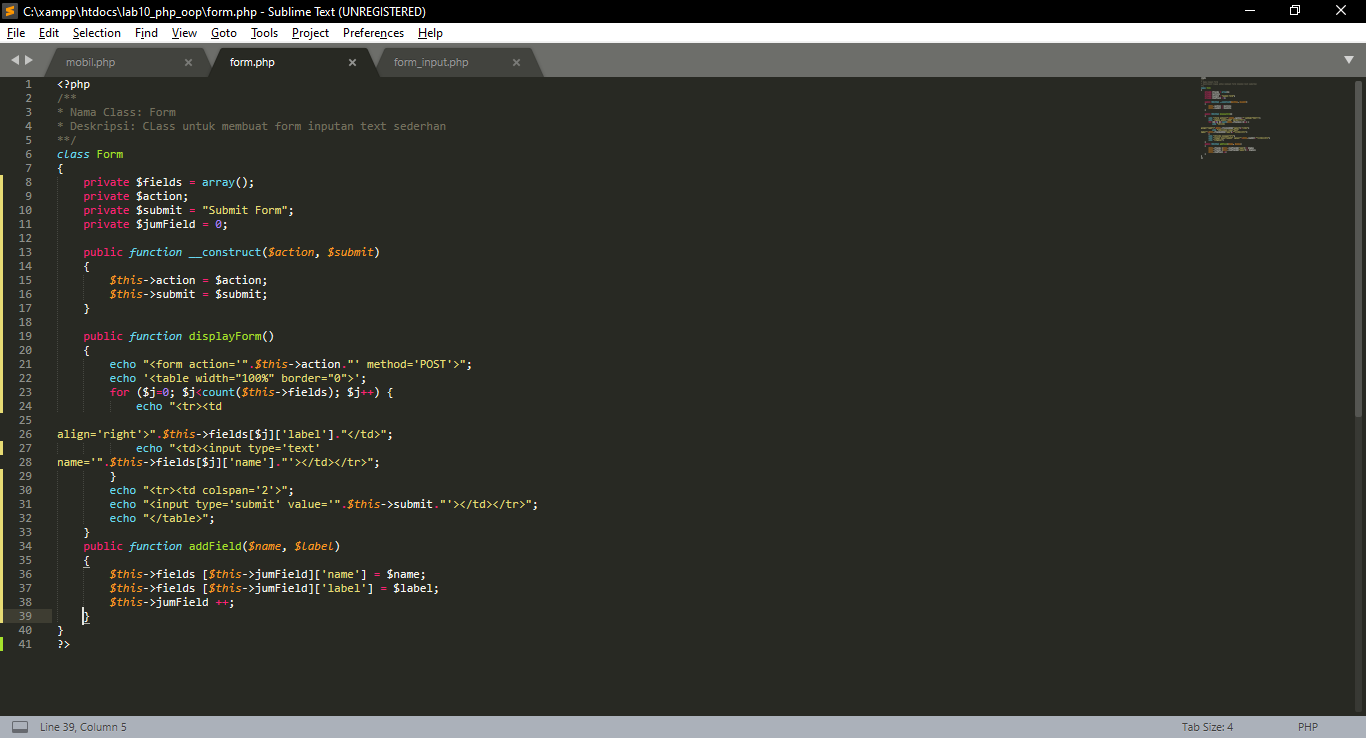 C:\xampp\htdocs\lab10_php_oop\form.php - Sublime Text (UNREGISTERED)
File Edit Selection Find View Goto Tools Project Preferences Help
mobil.php form.php form_input.php
1 <?php
2 /**
3 * Nama Class: Form
4 * Deskripsi: CLass untuk membuat form inputan text sederhan
5 **/
6 class Form
7 {
8     private $fields = array();
9     private $action;
10     private $submit = "Submit Form";
11     private $jumField = 0;
12
13     public function __construct($action, $submit)
14     {
15         $this->action = $action;
16         $this->submit = $submit;
17     }
18
19     public function displayForm()
20     {
21         echo "<form action='".$this->action."' method='POST'>";
22         echo '<table width="100%" border="0">';
23         for ($j=0; $j<count($this->fields); $j++) {
24             echo "<tr><td
25
26 align='right'>".$this->fields[$j]['label']."</td>";
27             echo "<td><input type='text'
28 name='".$this->fields[$j]['name']."'></td></tr>";
29         }
30         echo "<tr><td colspan='2'>";
31         echo "<input type='submit' value='".$this->submit."'></td></tr>";
32         echo "</table>";
33     }
34     public function addField($name, $label)
35     {
36         $this->fields [$this->jumField]['name'] = $name;
37         $this->fields [$this->jumField]['label'] = $label;
38         $this->jumField ++;
39     }
40 }
41 ?>
Line 39, Column 5 Tab Size: 4 PHP